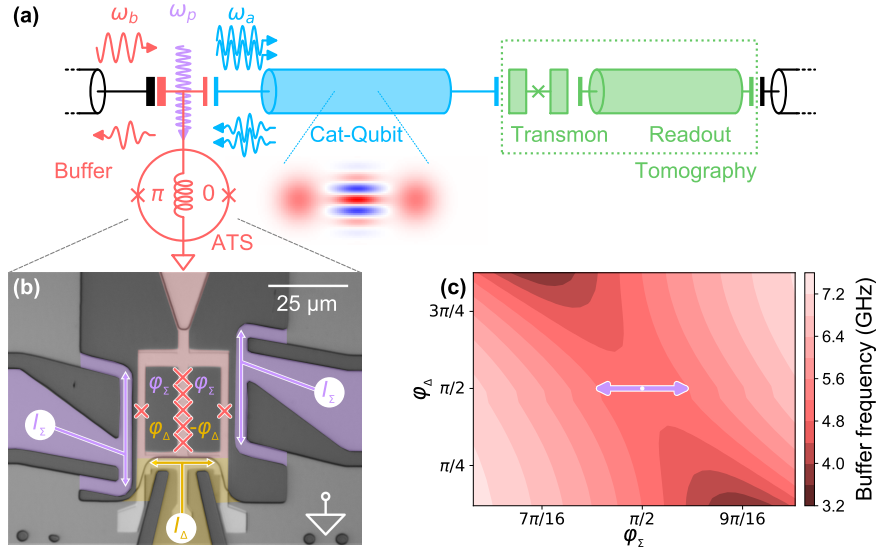 (a)
ω_b
ω_p
ω_a
Buffer
Cat-Qubit
Transmon
Readout
Tomography
π
0
ATS
(b)
25 μm
I_Σ
φ_Σ
φ_Σ
I_Σ
φ_Δ
-φ_Δ
I_Δ
(c)
3π/4
π/2
π/4
φ_Δ
7π/16
π/2
9π/16
φ_Σ
7.2
6.4
5.6
4.8
4.0
3.2
Buffer frequency (GHz)